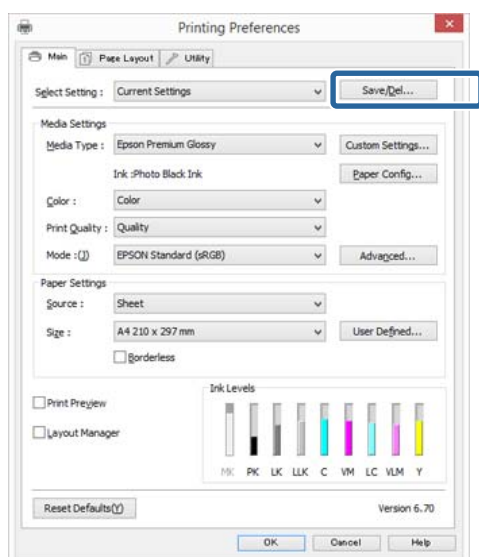 Printing Preferences
Main Page Layout Utility
Select Setting : Current Settings Save/Del...
Media Settings
Media Type : Epson Premium Glossy Custom Settings...
Ink :Photo Black Ink Paper Config...
Color : Color
Print Quality : Quality
Mode :(J) EPSON Standard (sRGB) Advanced...
Paper Settings
Source : Sheet
Size : A4 210 x 297 mm User Defined...
Borderless
Ink Levels
Print Preview
Layout Manager
MK PK LK LLK C VM LC VLM Y
Reset Defaults(Y) Version 6.70
OK Cancel Help